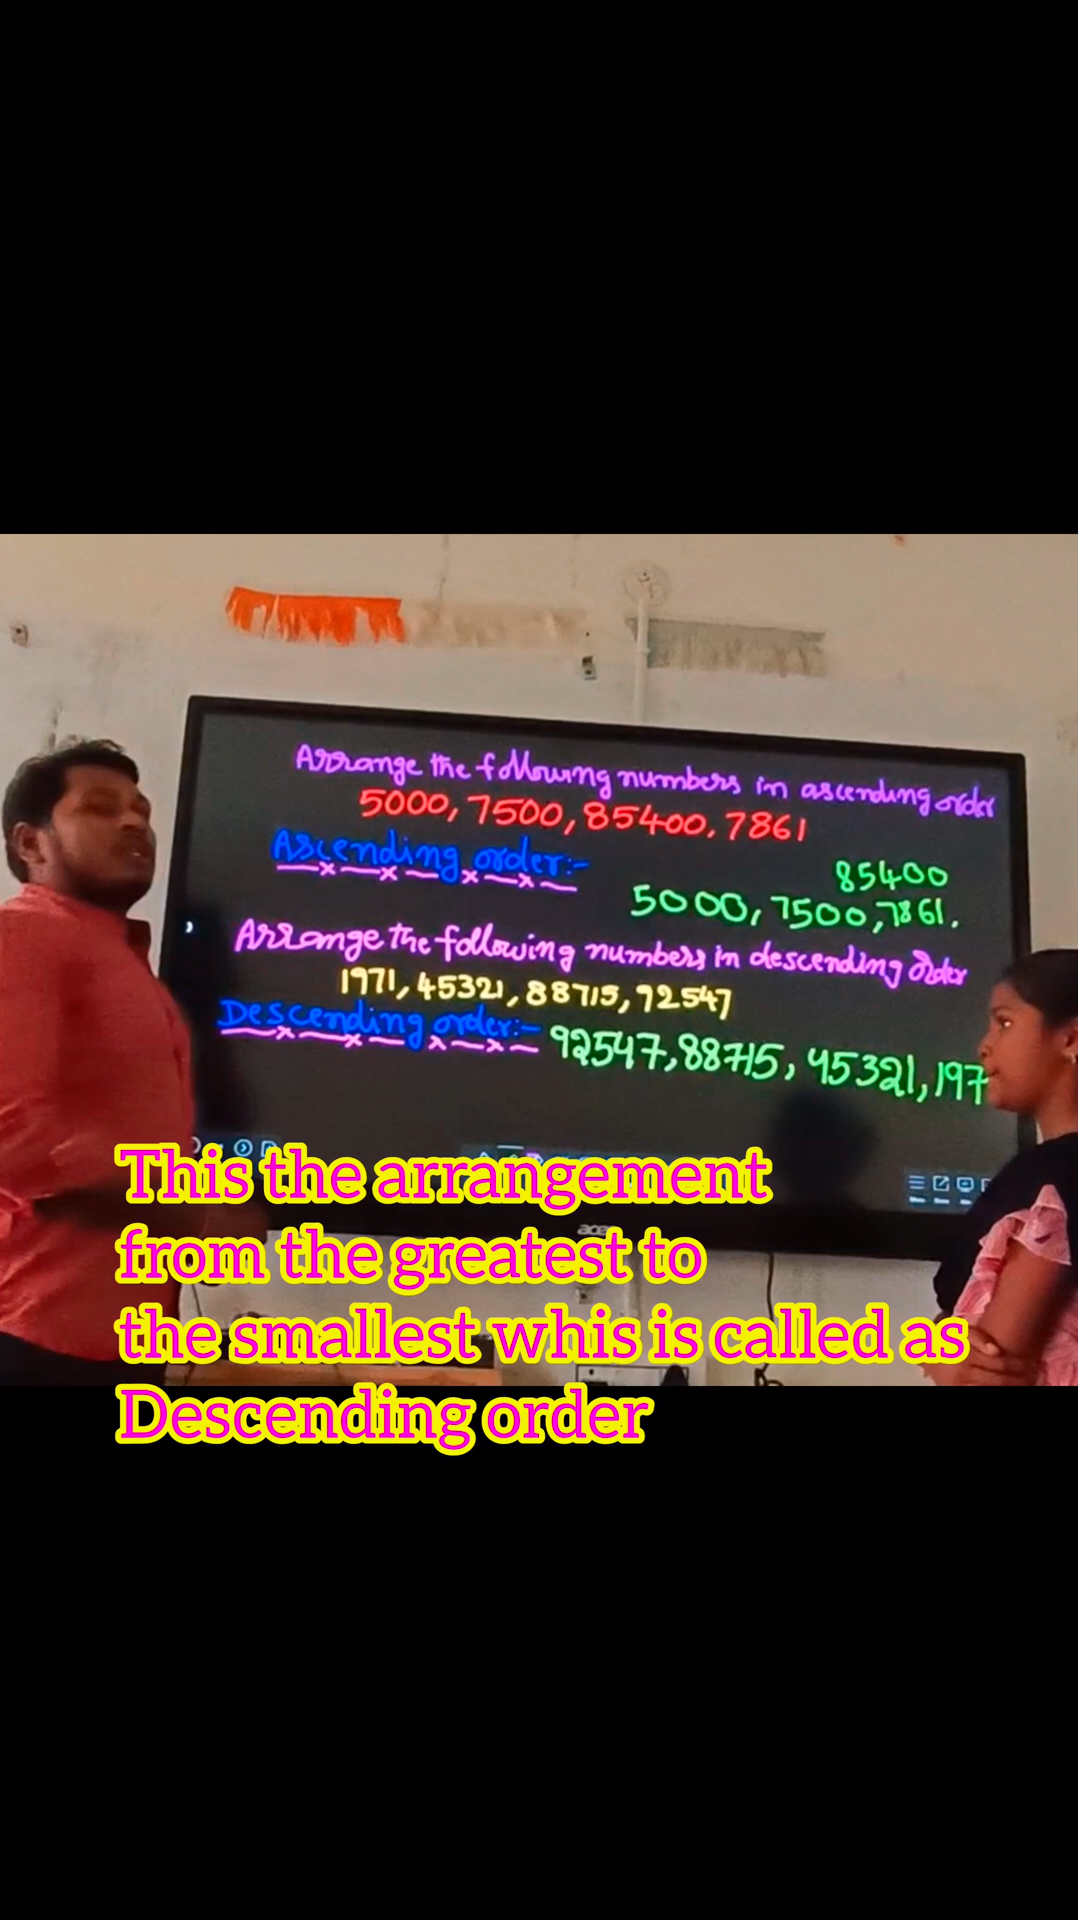 Arrange the following numbers in ascending order
5000, 7500, 85400. 7861
Ascending order:-
85400
5000, 7500, 7861.
Arrange the following numbers in descending order
1971, 45321, 88715, 92547
Descending order:- 92547, 88715, 45321, 197
acer
This the arrangement
from the greatest to
the smallest whis is called as
Descending order